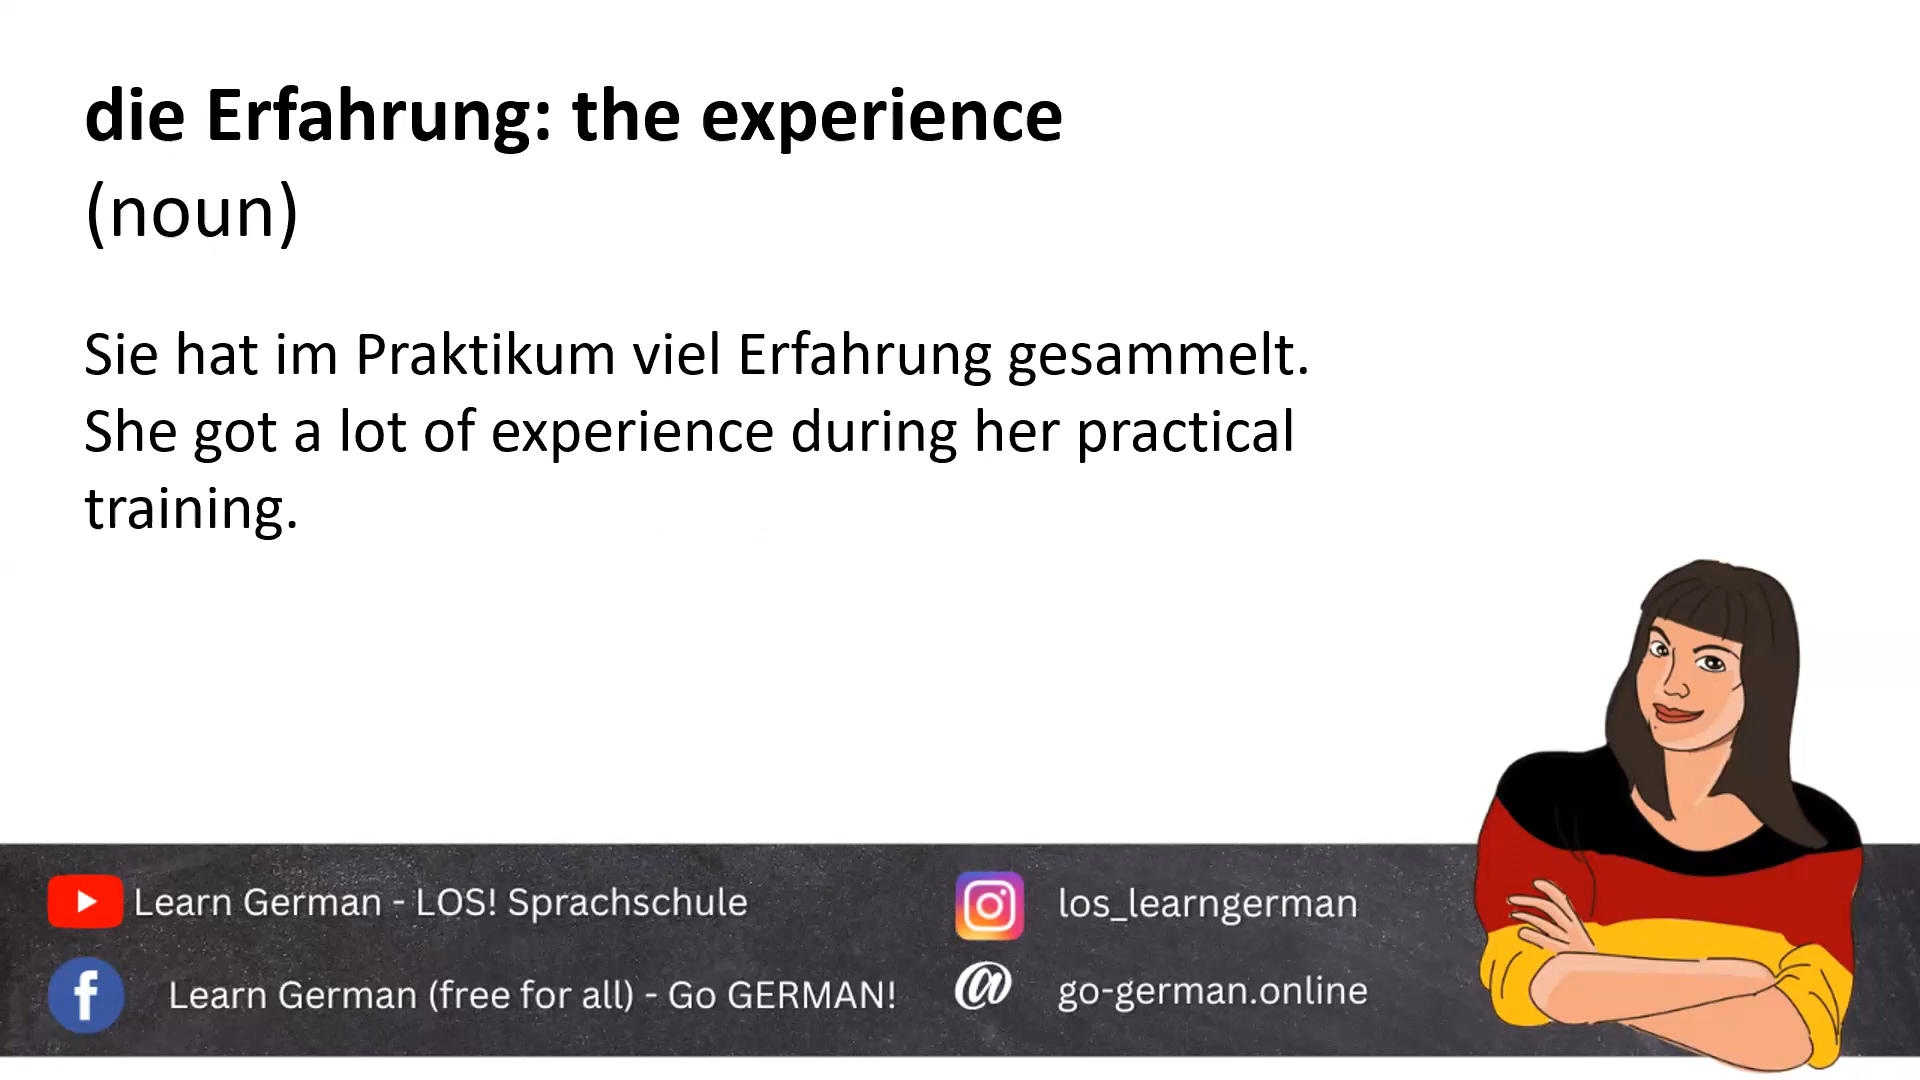 die Erfahrung: the experience
(noun)
Sie hat im Praktikum viel Erfahrung gesammelt.
She got a lot of experience during her practical
training.
Learn German - LOS! Sprachschule
los_learngerman
Learn German (free for all) - Go GERMAN!
@ go-german.online